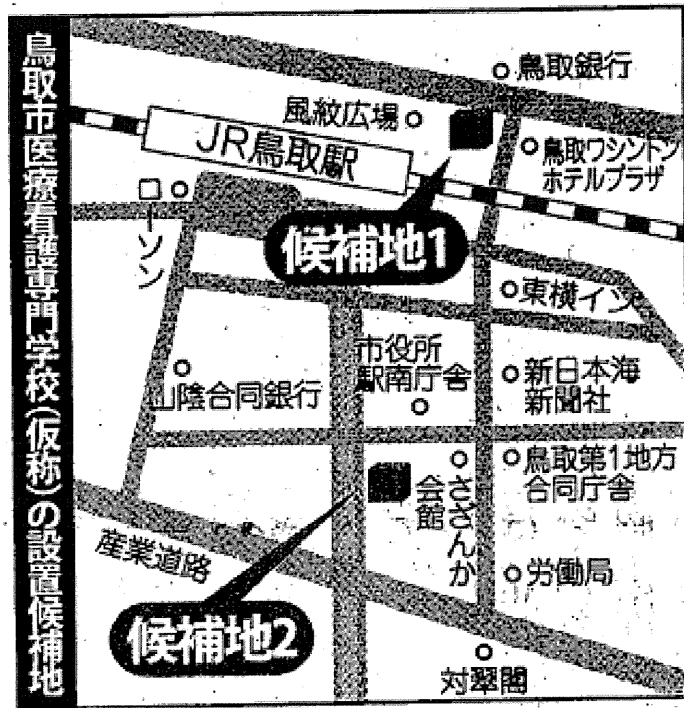 鳥取市医療看護専門学校(仮称)の設置候補地
鳥取銀行
風紋広場
JR鳥取駅
鳥取ワシントン
ホテルプラザ
ローソン
候補地1
東横イン
市役所
駅南庁舎
山陰合同銀行
新日本海
新聞社
鳥取第1地方
合同庁舎
さざんか
会館
産業道路
労働局
候補地2
対翠閣